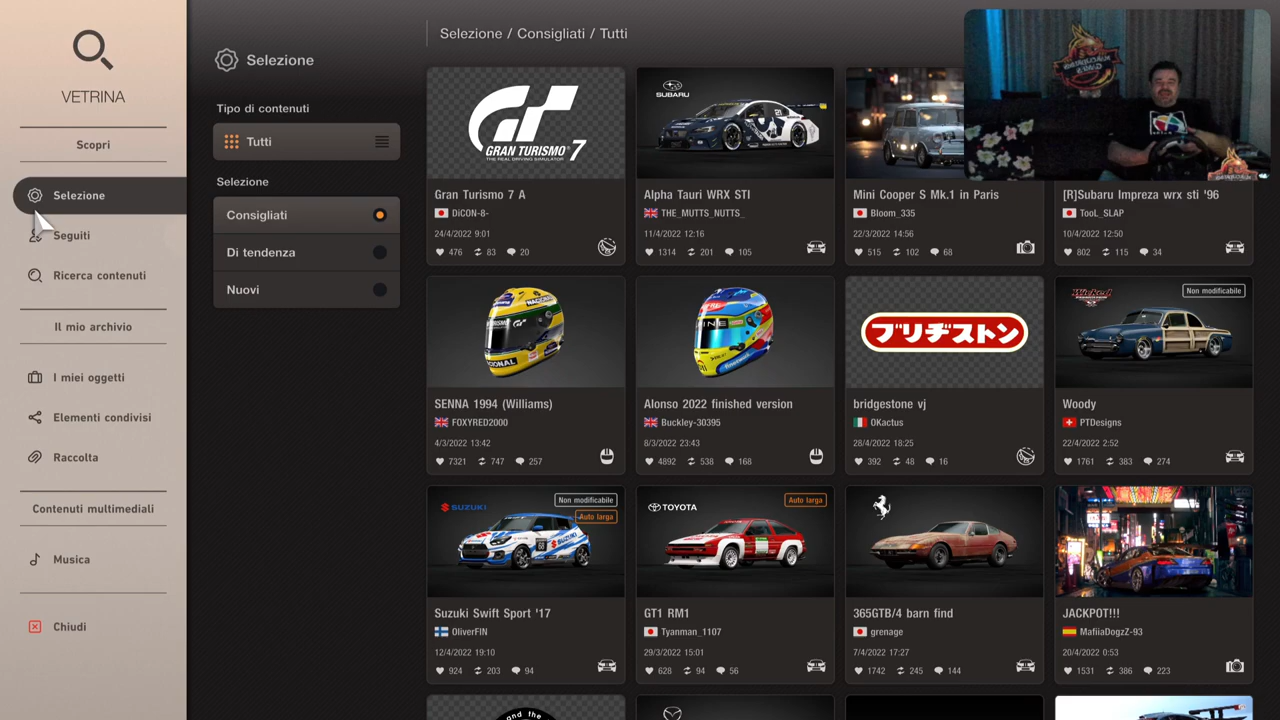 VETRINA
Scopri
Selezione
Seguiti
Ricerca contenuti
Il mio archivio
I miei oggetti
Elementi condivisi
Raccolta
Contenuti multimediali
Musica
Chiudi
Selezione
Tipo di contenuti
Tutti
Selezione
Consigliati
Di tendenza
Nuovi
Selezione / Consigliati / Tutti
GRAN TURISMO 7
THE REAL DRIVING SIMULATOR
Gran Turismo 7 A
DiCON-8-
24/4/2022 9:01
476 83 20
SUBARU
Alpha Tauri WRX STI
THE_MUTTS_NUTTS_
11/4/2022 12:16
1314 201 105
Mini Cooper S Mk.1 in Paris
Bloom_335
22/3/2022 14:56
515 102 68
[R]Subaru Impreza wrx sti '96
TooL_SLAP
10/4/2022 12:50
802 115 34
SENNA 1994 (Williams)
FOXYRED2000
4/3/2022 13:42
7321 747 257
Alonso 2022 finished version
Buckley-30395
8/3/2022 23:43
4892 538 168
ブリヂストン
bridgestone vj
OKactus
28/4/2022 18:25
392 48 16
Wicked
Non modificabile
Woody
PTDesigns
22/4/2022 2:52
1761 383 274
SUZUKI
Non modificabile
Auto larga
Suzuki Swift Sport '17
OliverFIN
12/4/2022 19:10
924 203 94
TOYOTA
Auto larga
GT1 RM1
Tyanman_1107
29/3/2022 15:01
628 94 56
365GTB/4 barn find
grenage
7/4/2022 17:27
1742 245 144
JACKPOT!!!
MafiiaDogzZ-93
20/4/2022 0:53
1531 386 223
and the